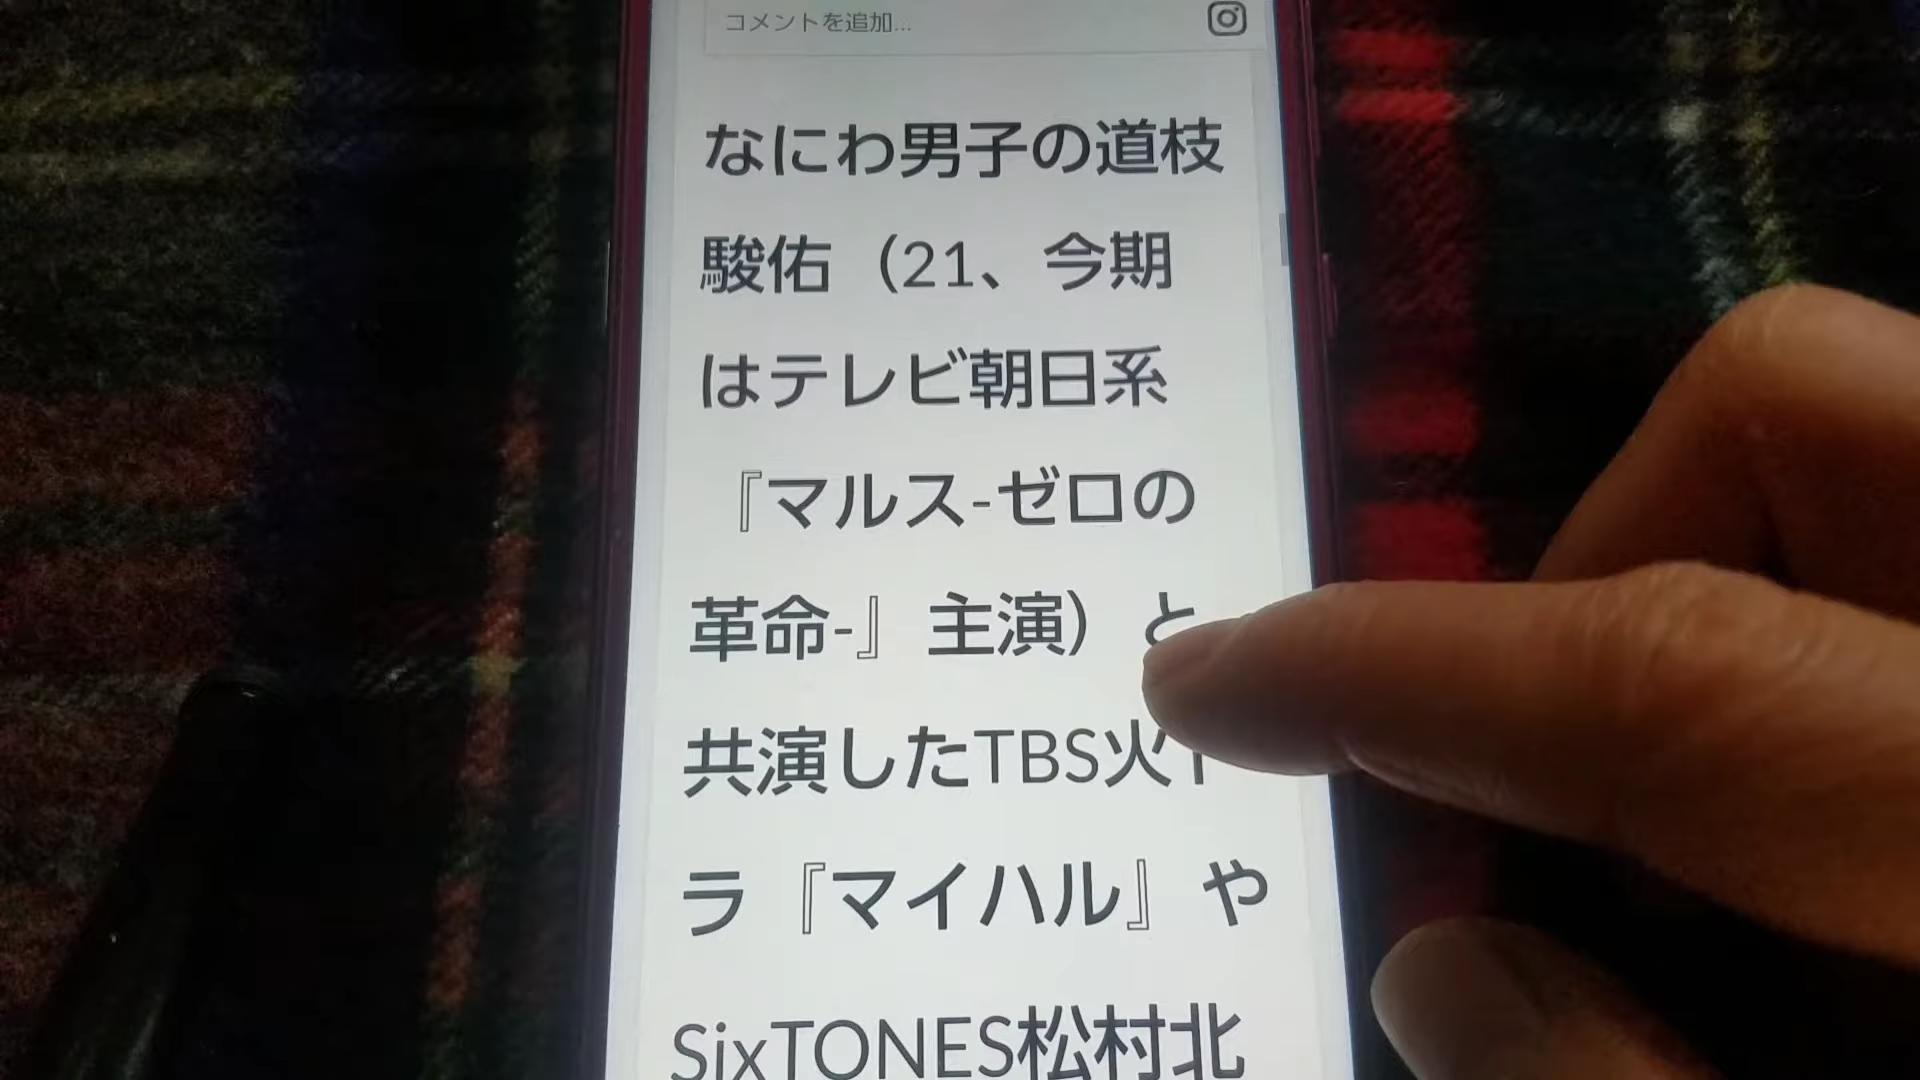 コメントを追加...
なにわ男子の道枝
駿佑（21、今期
はテレビ朝日系
『マルス-ゼロの
革命-』主演）と
共演したTBS火
ラ『マイハル』や
SixTONES松村北